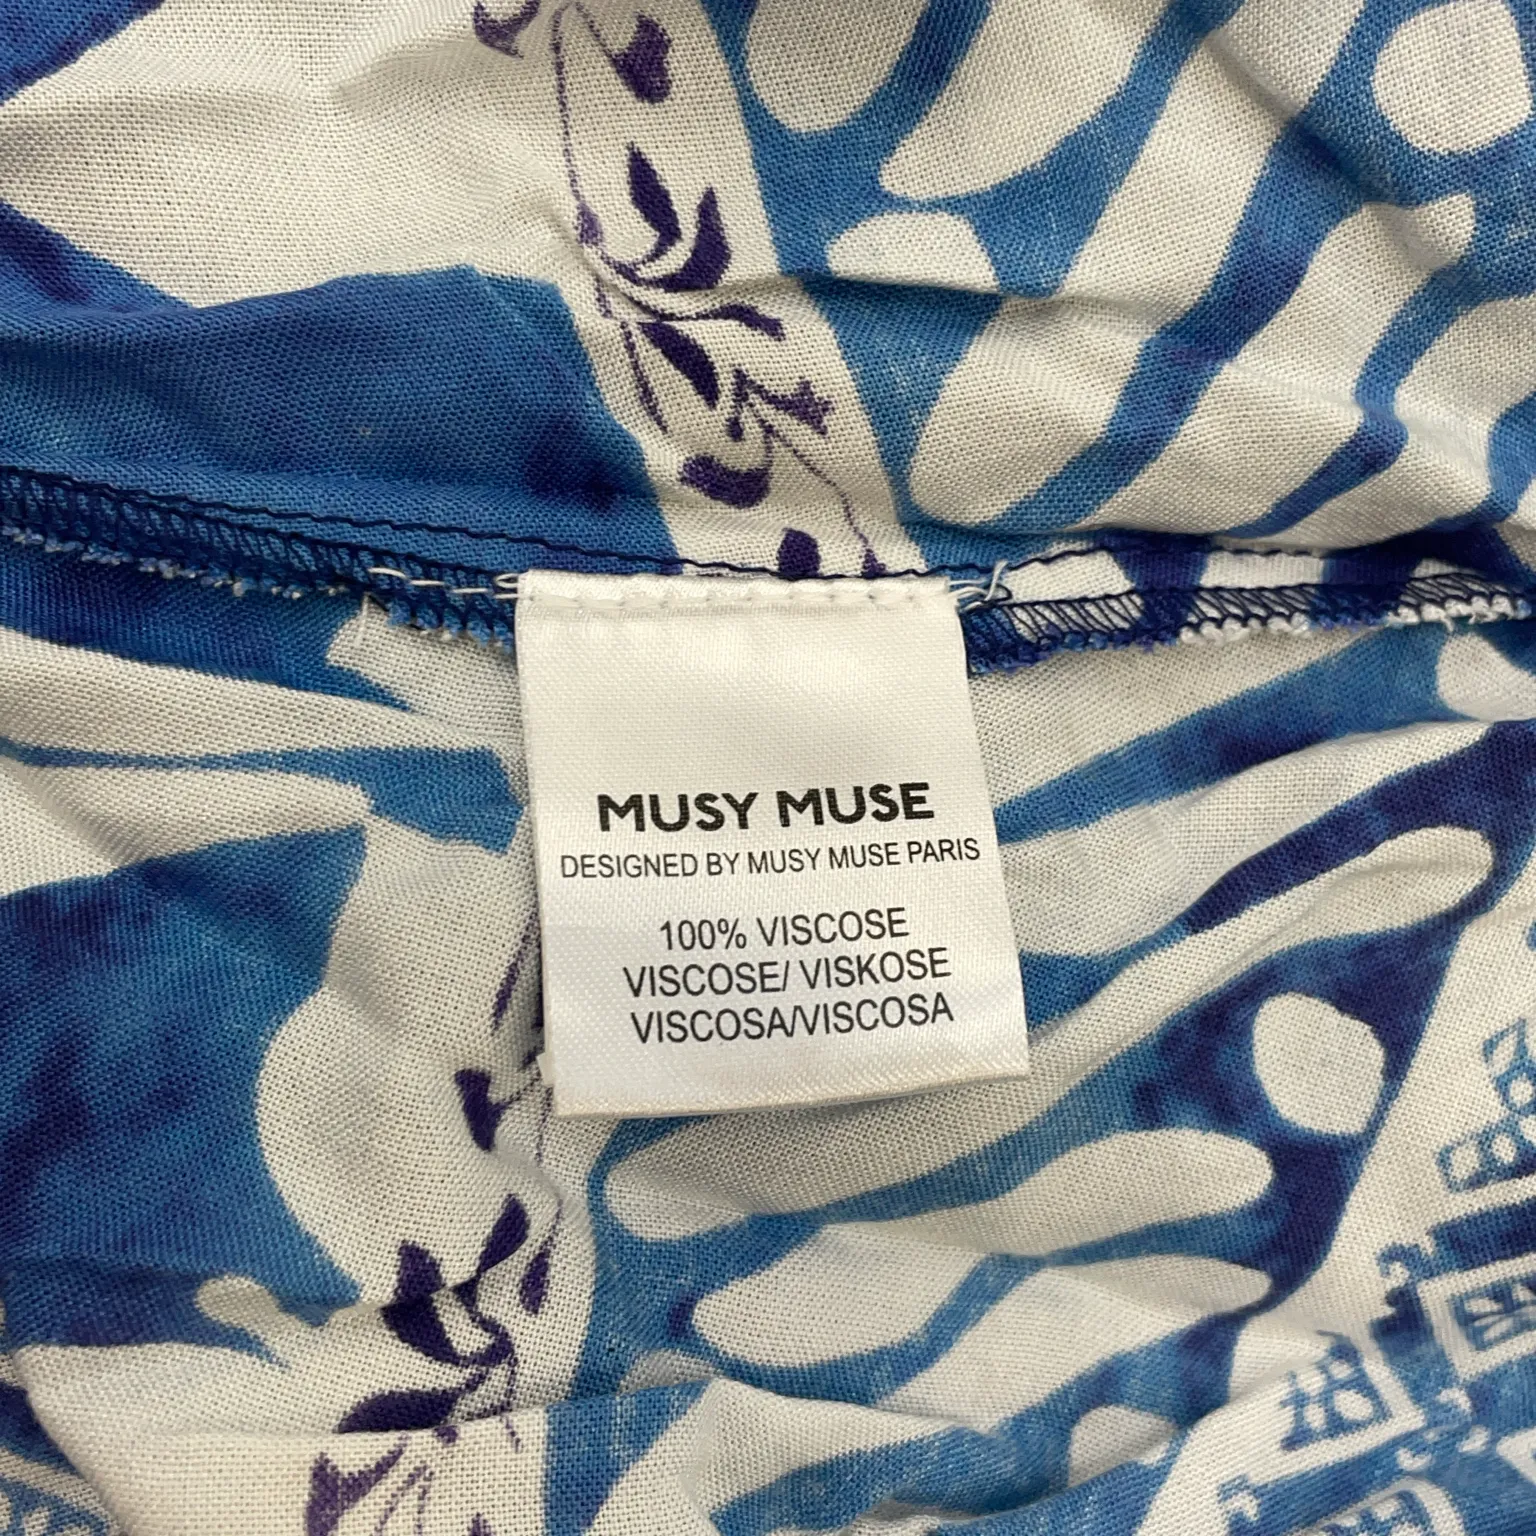 MUSY MUSE
DESIGNED BY MUSY MUSE PARIS
100% VISCOSE
VISCOSE/ VISKOSE
VISCOSA/VISCOSA